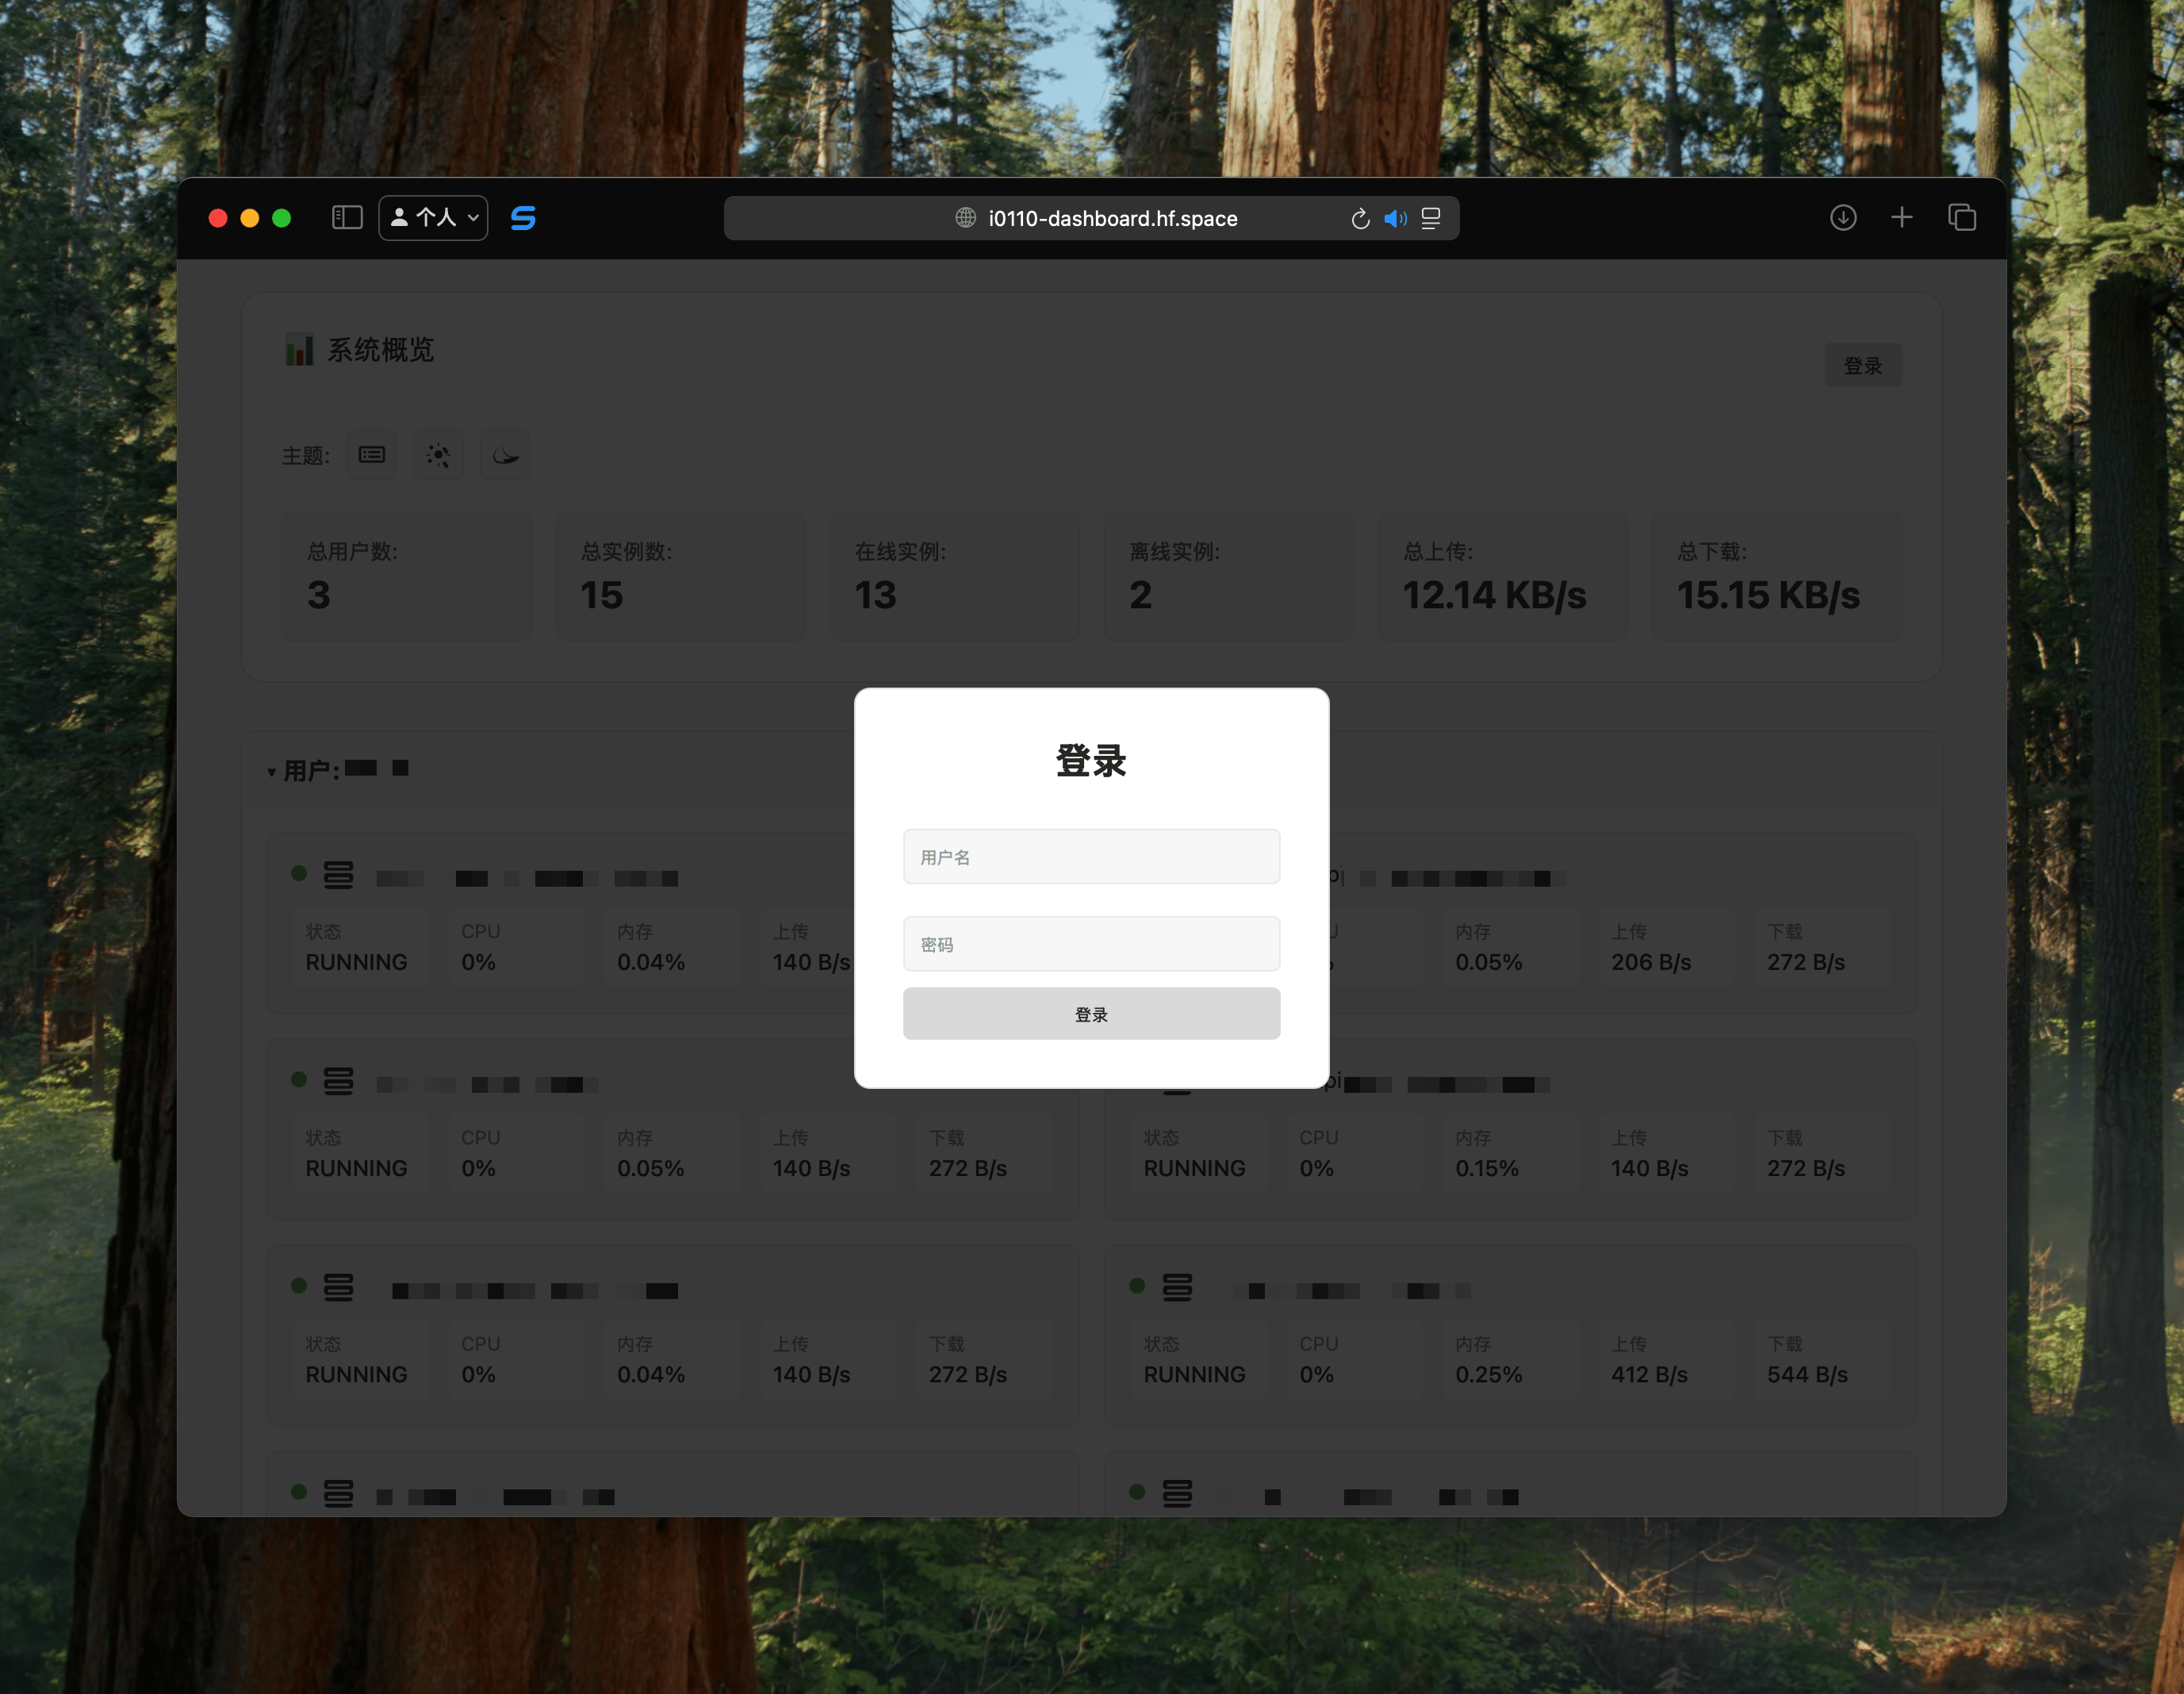 个人
i0110-dashboard.hf.space
系统概览
登录
主题:
总用户数:
3
总实例数:
15
在线实例:
13
离线实例:
2
总上传:
12.14 KB/s
总下载:
15.15 KB/s
登录
用户名
密码
登录
用户:
状态 CPU 内存 上传
RUNNING 0% 0.04% 140 B/s
内存 上传 下载
0.05% 206 B/s 272 B/s
状态 CPU 内存 上传 下载
RUNNING 0% 0.05% 140 B/s 272 B/s
pi
状态 CPU 内存 上传 下载
RUNNING 0% 0.15% 140 B/s 272 B/s
状态 CPU 内存 上传 下载
RUNNING 0% 0.04% 140 B/s 272 B/s
状态 CPU 内存 上传 下载
RUNNING 0% 0.25% 412 B/s 544 B/s